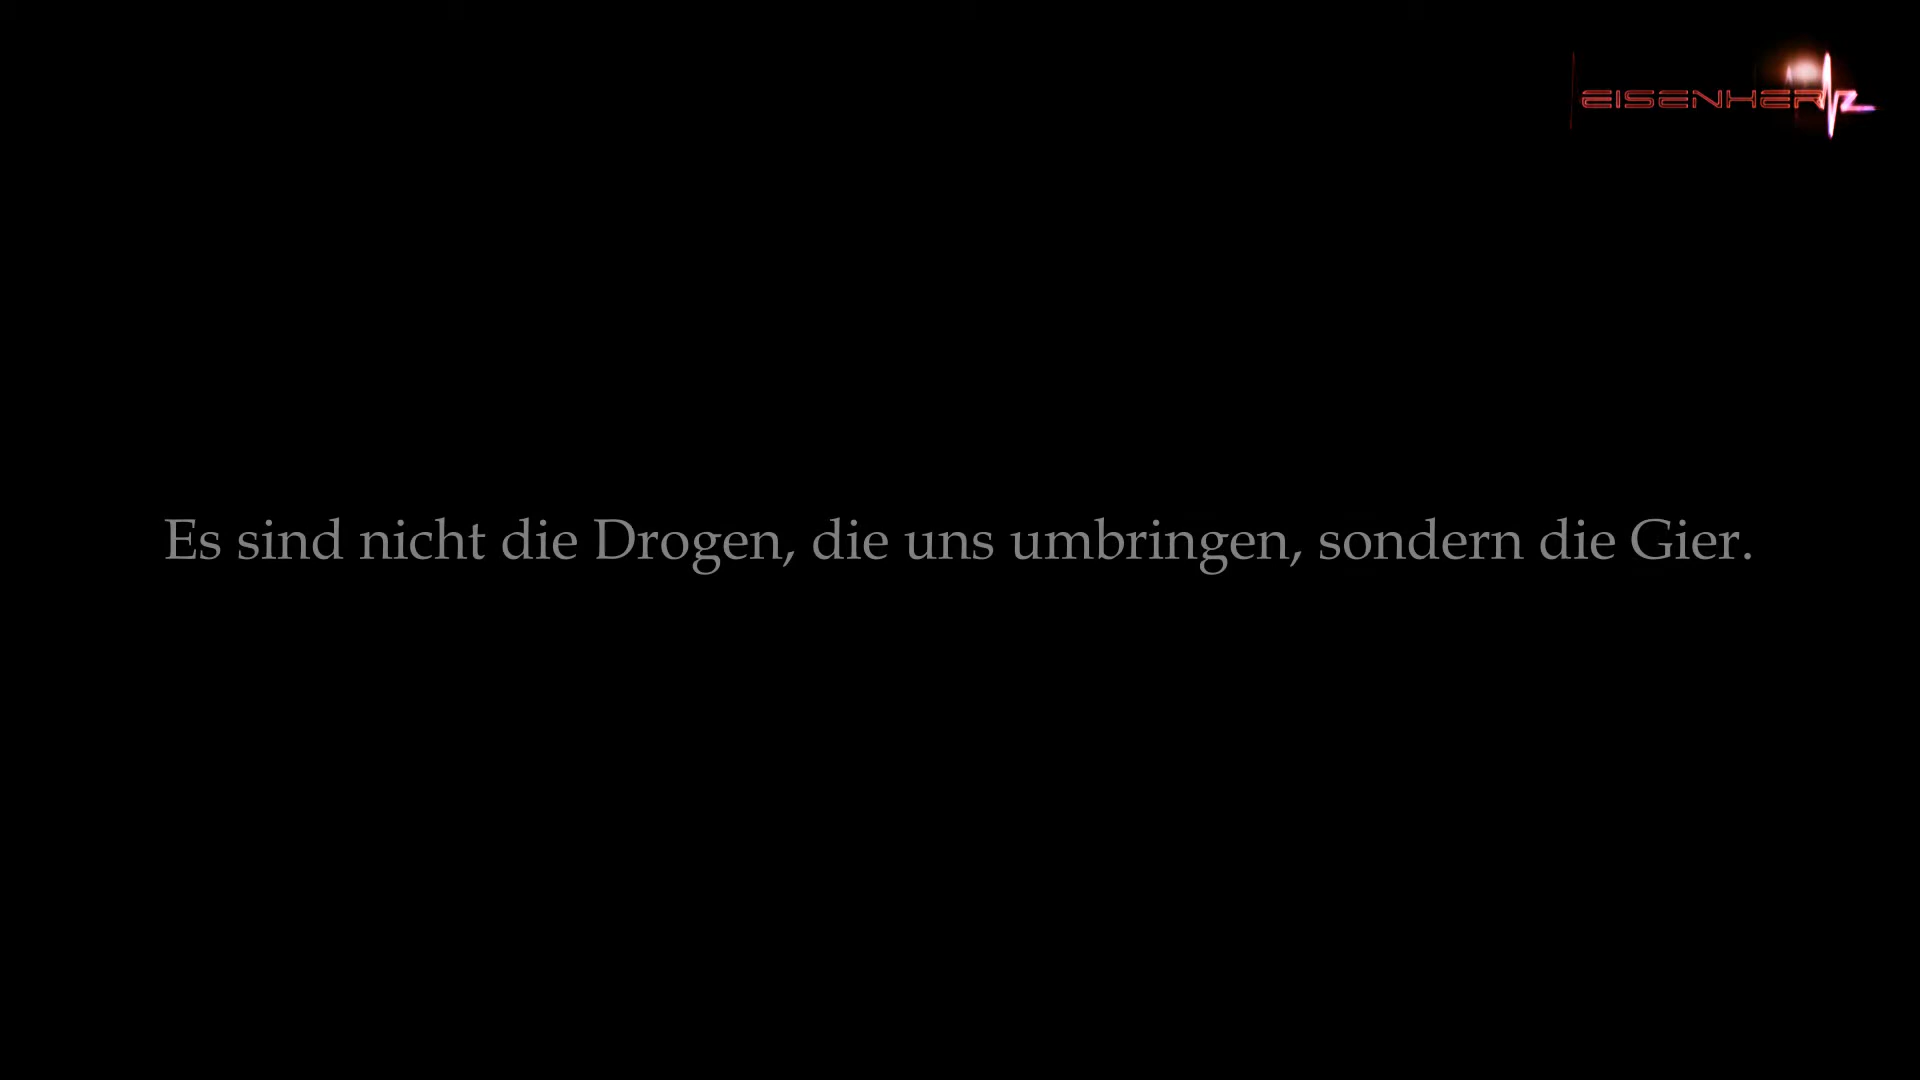 EISENHERZ
Es sind nicht die Drogen, die uns umbringen, sondern die Gier.